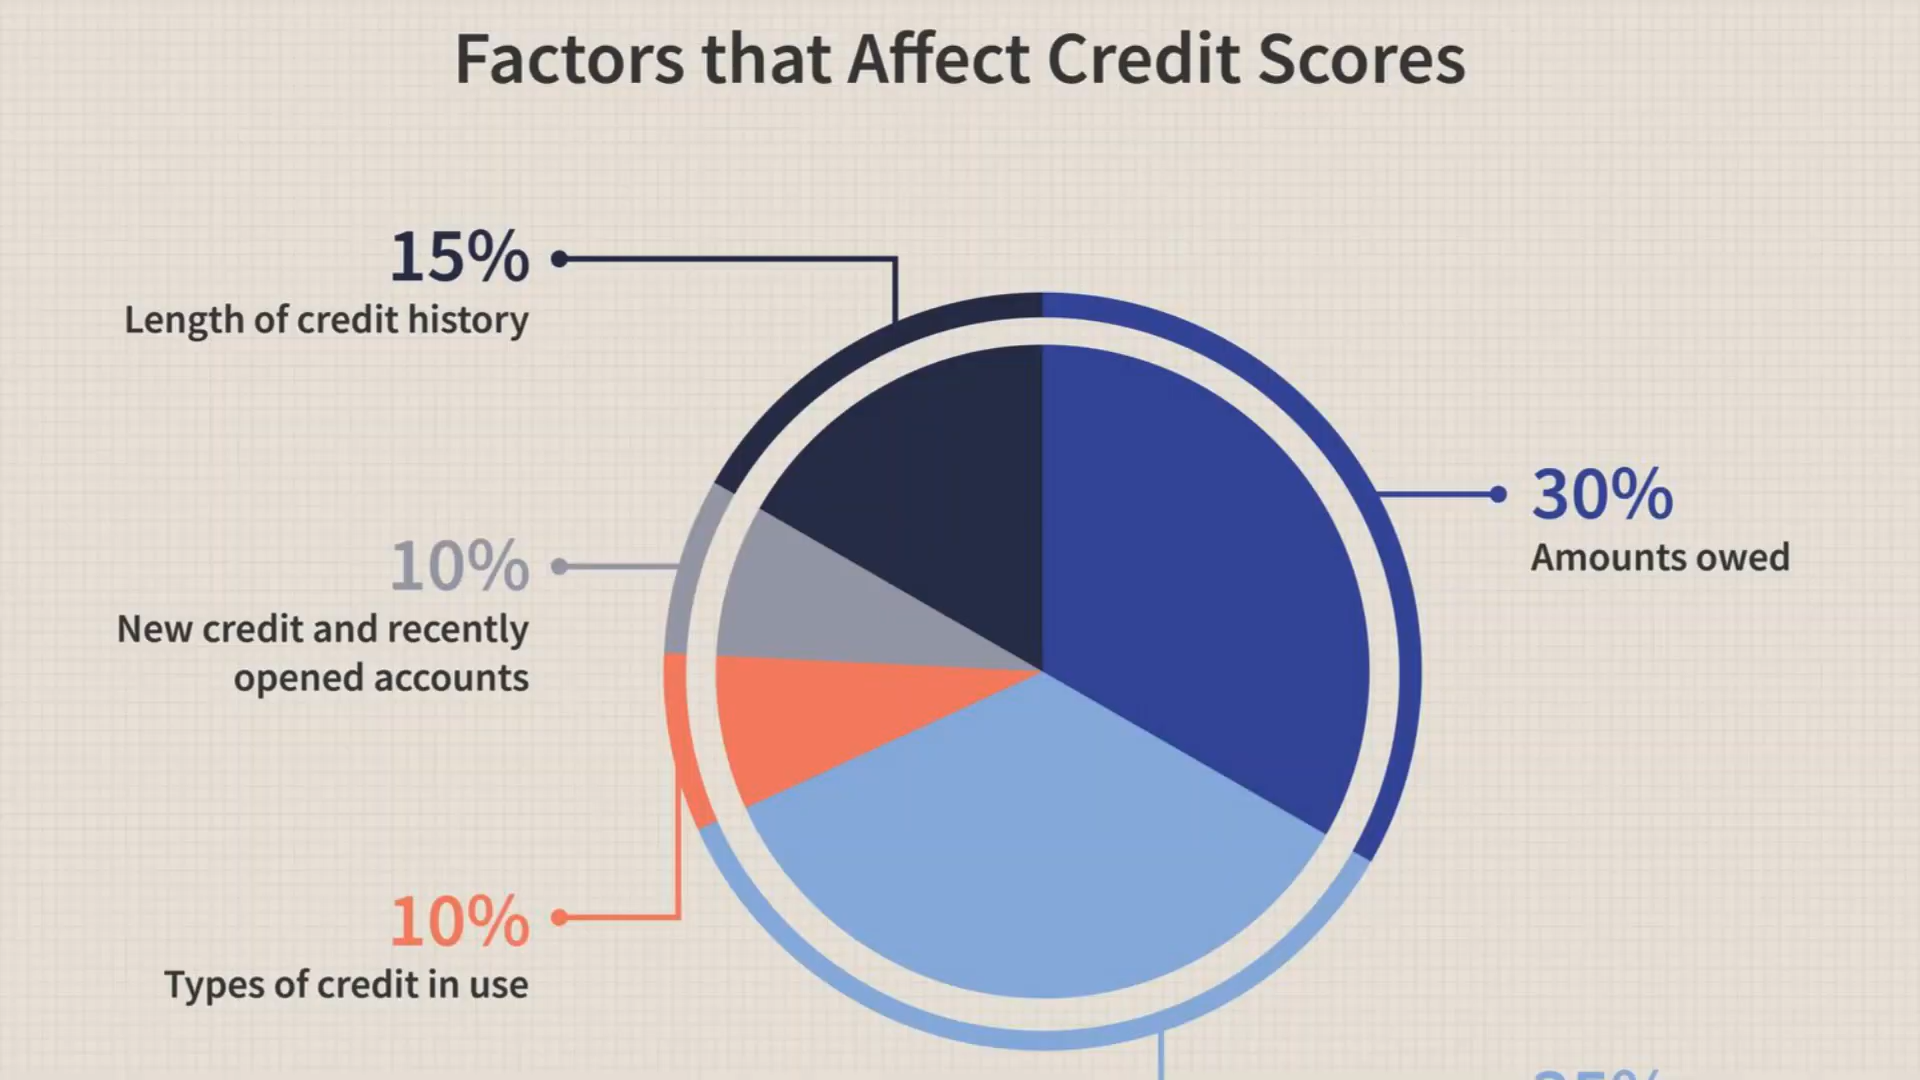 Factors that Affect Credit Scores
15%
Length of credit history
30%
Amounts owed
10%
New credit and recently
opened accounts
10%
Types of credit in use